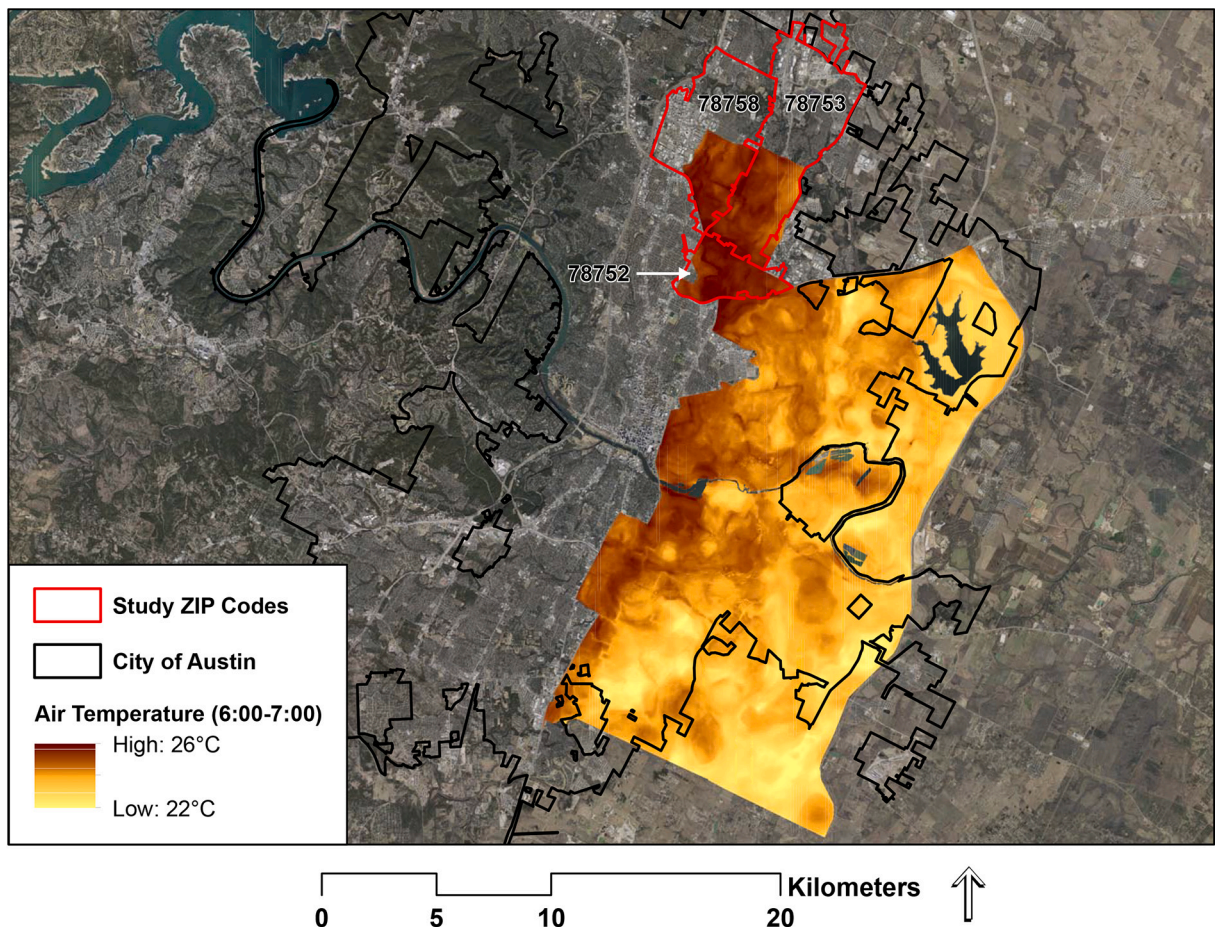 78758
78753
78752
Study ZIP Codes
City of Austin
Air Temperature (6:00-7:00)
High: 26°C
Low: 22°C
Kilometers
0 5 10 20